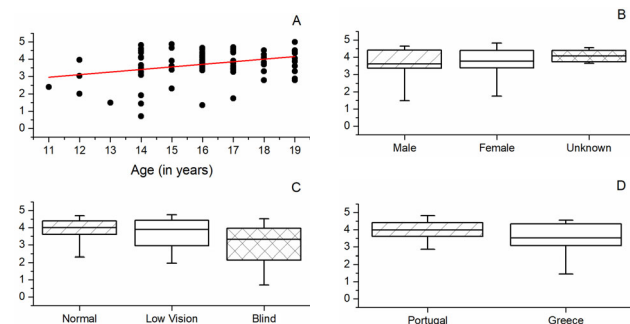 A
5
4
3
2
1
0
11 12 13 14 15 16 17 18 19
Age (in years)
B
5
4
3
2
1
0
Male Female Unknown
C
5
4
3
2
1
0
Normal Low Vision Blind
D
5
4
3
2
1
0
Portugal Greece